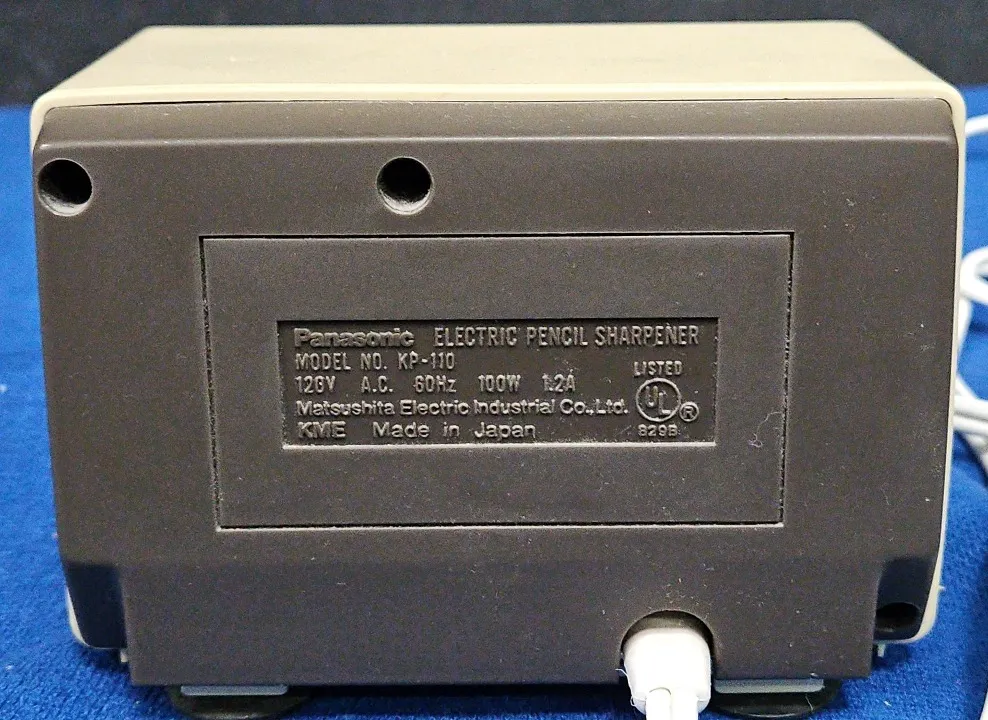 Panasonic ELECTRIC PENCIL SHARPENER
MODEL NO. KP-110
120V A.C. 60Hz 100W 1.2A
LISTED
UL ®
Matsushita Electric Industrial Co.,Ltd.
KME Made in Japan
829B